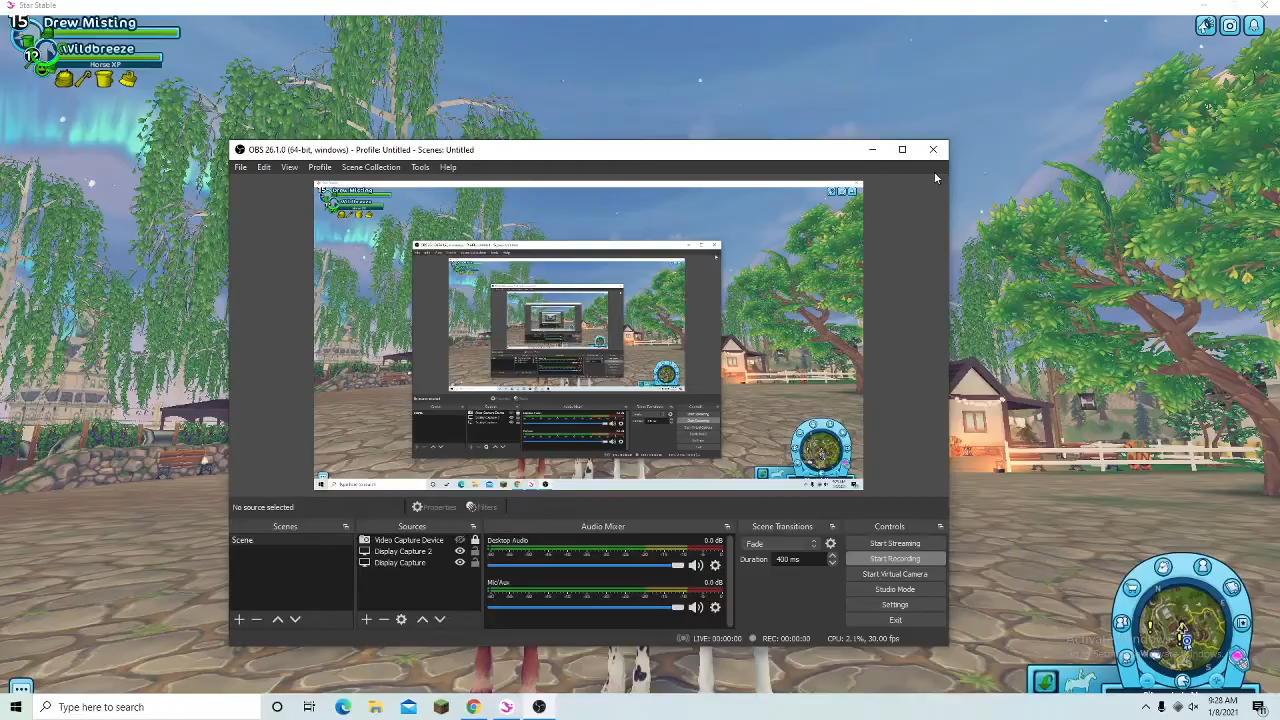 Star Stable
15 Drew Misting
12 Wildbreeze
Horse XP
OBS 26.1.0 (64-bit, windows) - Profile: Untitled - Scenes: Untitled
File Edit View Profile Scene Collection Tools Help
No source selected
Properties Filters
Scenes
Scene
Sources
Video Capture Device
Display Capture 2
Display Capture
Audio Mixer
Desktop Audio 0.0 dB
Mic/Aux 0.0 dB
Scene Transitions
Fade
Duration 400 ms
Controls
Start Streaming
Start Recording
Start Virtual Camera
Studio Mode
Settings
Exit
LIVE: 00:00:00 REC: 00:00:00 CPU: 2.1%, 30.00 fps
Type here to search
9:28 AM
1/8/2021